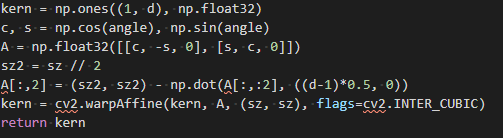 kern = np.ones((1, d), np.float32)
c, s = np.cos(angle), np.sin(angle)
A = np.float32([[c, -s, 0], [s, c, 0]])
sz2 = sz // 2
A[:,2] = (sz2, sz2) - np.dot(A[:,:2], ((d-1)*0.5, 0))
kern = cv2.warpAffine(kern, A, (sz, sz), flags=cv2.INTER_CUBIC)
return kern